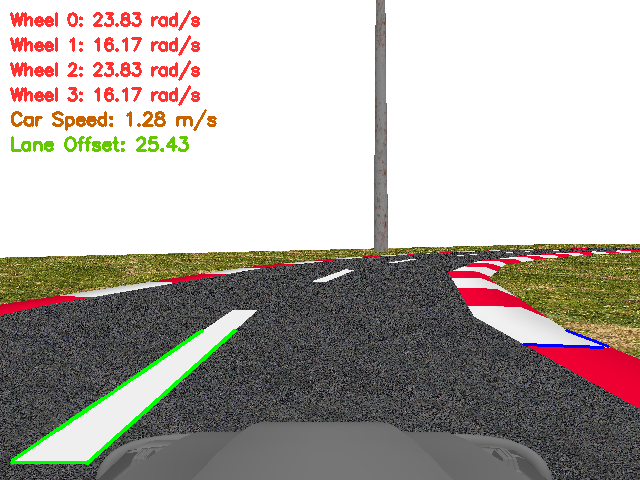 Wheel 0: 23.83 rad/s
Wheel 1: 16.17 rad/s
Wheel 2: 23.83 rad/s
Wheel 3: 16.17 rad/s
Car Speed: 1.28 m/s
Lane Offset: 25.43